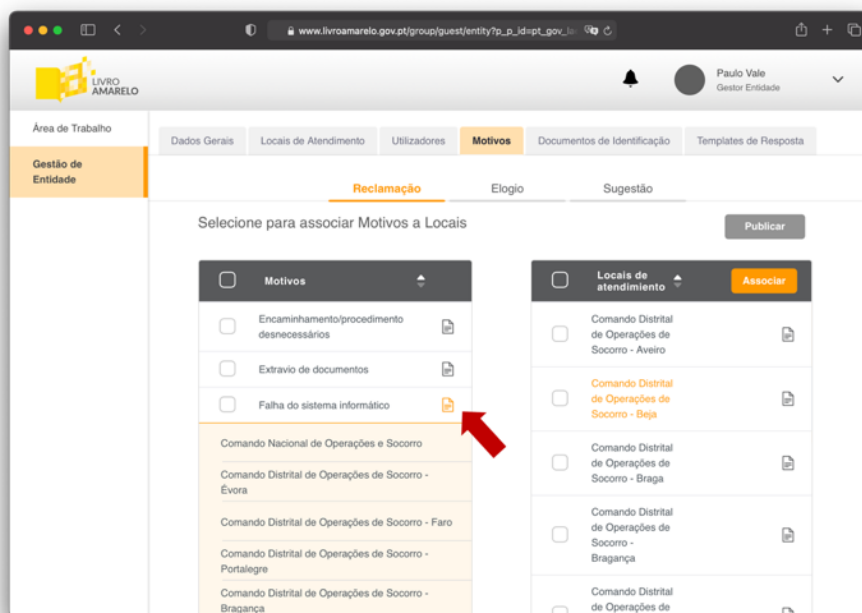 www.livroamarelo.gov.pt/group/guest/entity?p_p_id=pt_gov_
LIVRO
AMARELO
Paulo Vale
Gestor Entidade
Área de Trabalho
Gestão de
Entidade
Dados Gerais
Locais de Atendimento
Utilizadores
Motivos
Documentos de Identificação
Templates de Resposta
Reclamação
Elogio
Sugestão
Selecione para associar Motivos a Locais
Publicar
Motivos
Encaminhamento/procedimento
desnecessários
Extravio de documentos
Falha do sistema informático
Comando Nacional de Operações e Socorro
Comando Distrital de Operações de Socorro -
Évora
Comando Distrital de Operações de Socorro - Faro
Comando Distrital de Operações de Socorro -
Portalegre
Comando Distrital de Operações de Socorro -
Bragança
Locais de
atendimiento
Associar
Comando Distrital
de Operações de
Socorro - Aveiro
Comando Distrital
de Operações de
Socorro - Beja
Comando Distrital
de Operações de
Socorro - Braga
Comando Distrital
de Operações de
Socorro -
Bragança
Comando Distrital
de Operações de